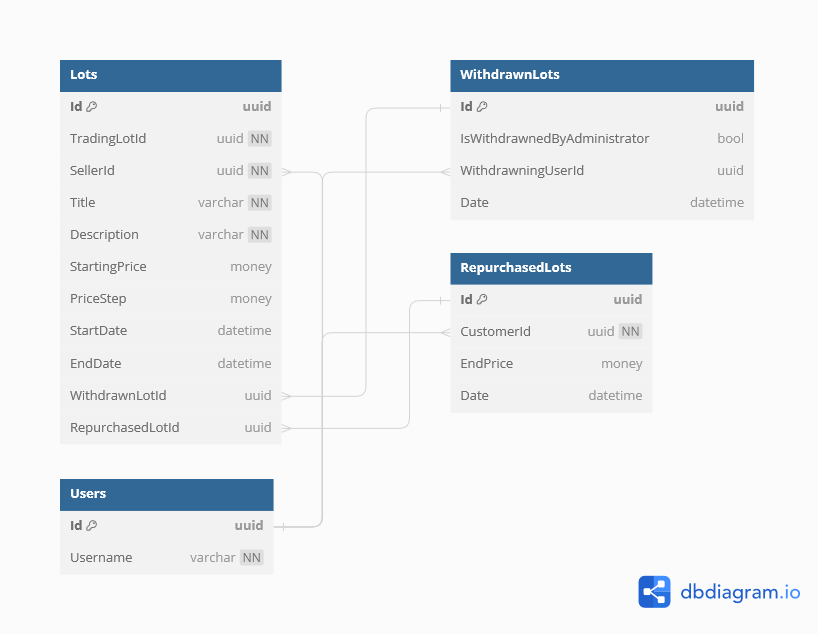 Lots
Id uuid
TradingLotId uuid NN
SellerId uuid NN
Title varchar NN
Description varchar NN
StartingPrice money
PriceStep money
StartDate datetime
EndDate datetime
WithdrawnLotId uuid
RepurchasedLotId uuid
WithdrawnLots
Id uuid
IsWithdrawnedByAdministrator bool
WithdrawningUserId uuid
Date datetime
RepurchasedLots
Id uuid
CustomerId uuid NN
EndPrice money
Date datetime
Users
Id uuid
Username varchar NN
dbdiagram.io